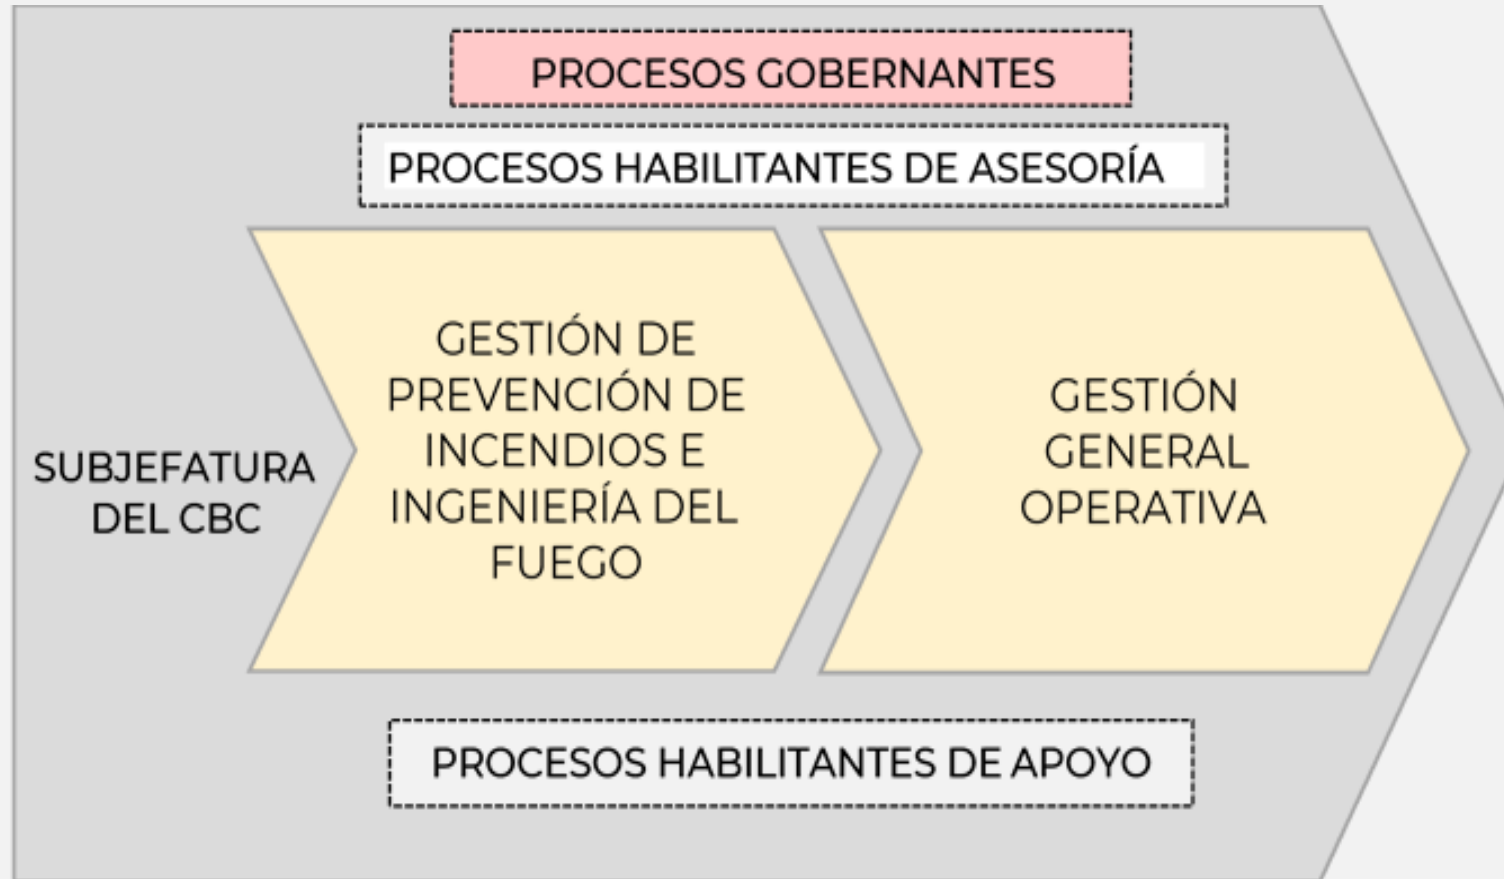 PROCESOS GOBERNANTES
PROCESOS HABILITANTES DE ASESORÍA
SUBJEFATURA
DEL CBC
GESTIÓN DE
PREVENCIÓN DE
INCENDIOS E
INGENIERÍA DEL
FUEGO
GESTIÓN
GENERAL
OPERATIVA
PROCESOS HABILITANTES DE APOYO